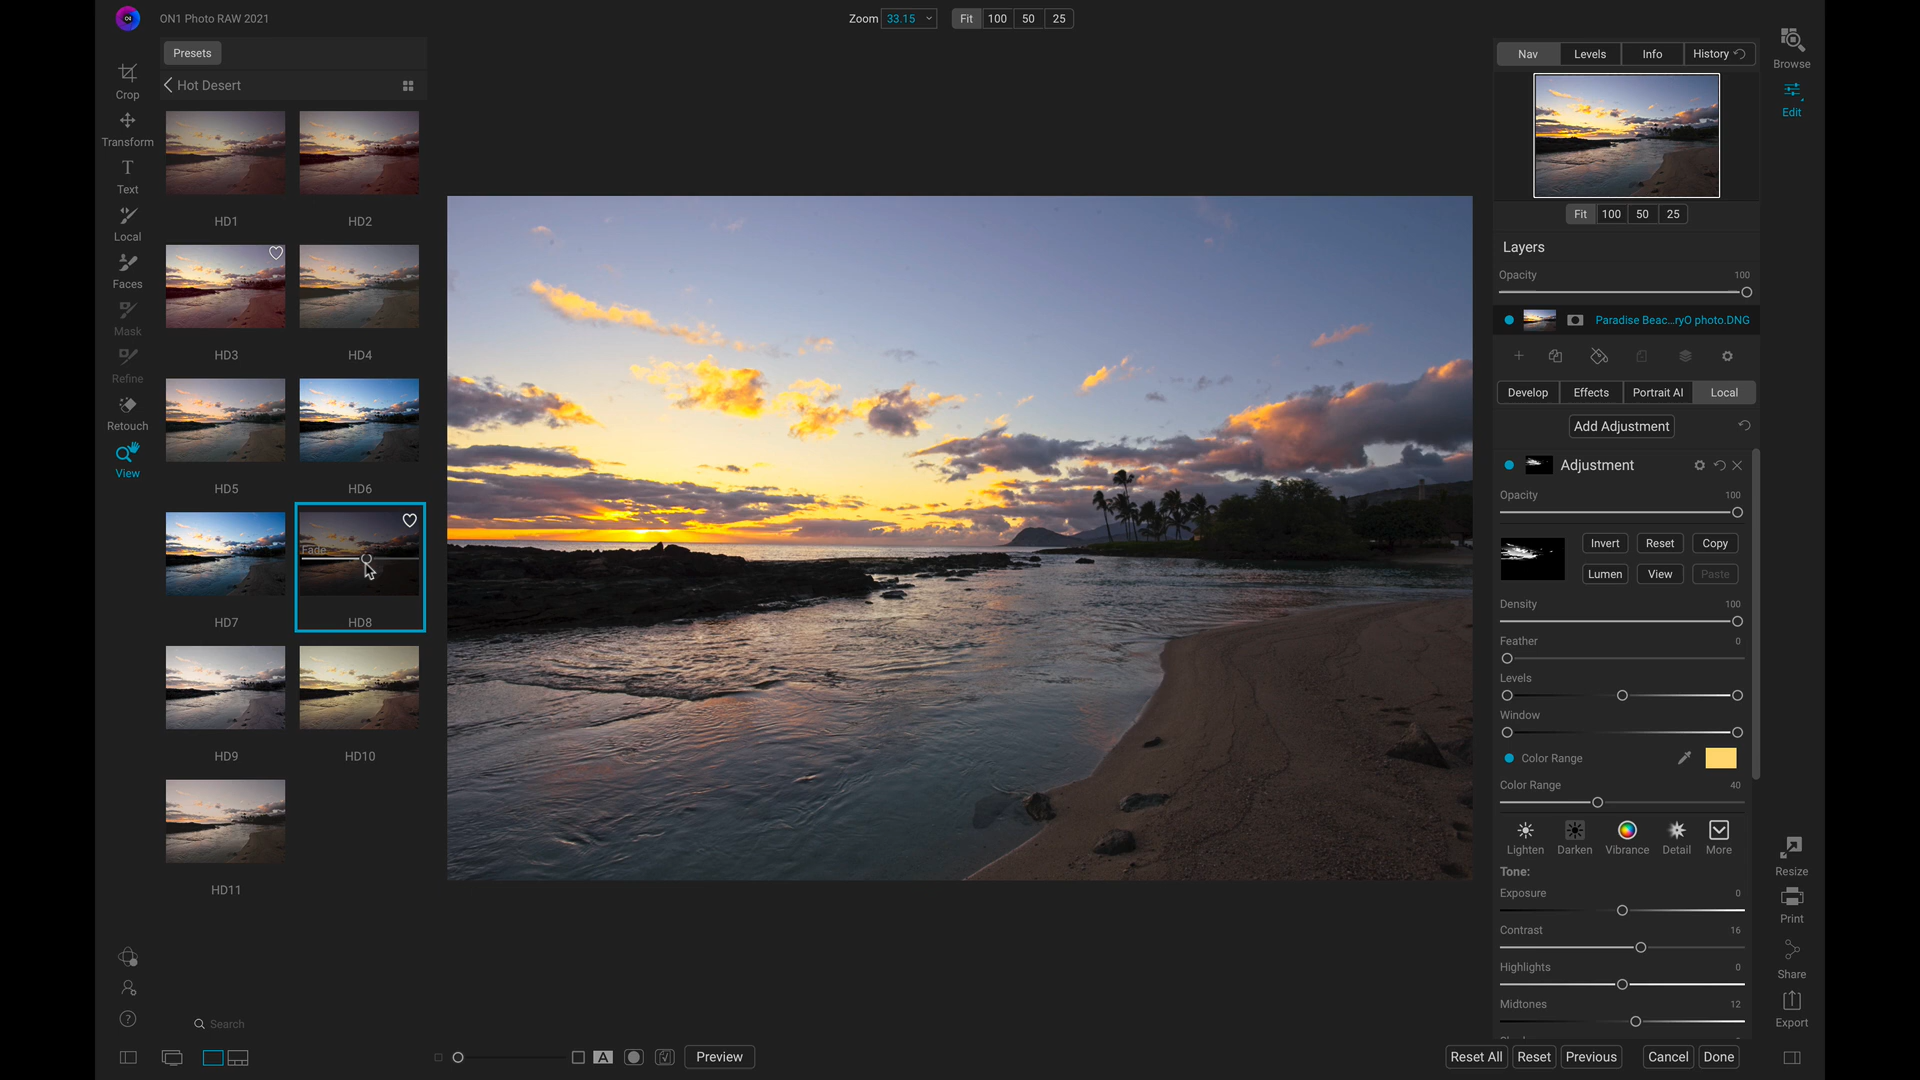 ON1 Photo RAW 2021
Zoom 33.15
Fit 100 50 25
Presets
Hot Desert
Crop
Transform
Text
Local
Faces
Mask
Refine
Retouch
View
HD1 HD2
HD3 HD4
HD5 HD6
Fade
HD7 HD8
HD9 HD10
HD11
Search
A
Preview
Nav Levels Info History
Fit 100 50 25
Layers
Opacity 100
Paradise Beac...ryO photo.DNG
Develop Effects Portrait AI Local
Add Adjustment
Adjustment
Opacity 100
Invert Reset Copy
Lumen View Paste
Density 100
Feather 0
Levels
Window
Color Range
Color Range 40
Lighten Darken Vibrance Detail More
Tone:
Exposure 0
Contrast 16
Highlights 0
Midtones 12
Reset All Reset Previous Cancel Done
Browse
Edit
Resize
Print
Share
Export